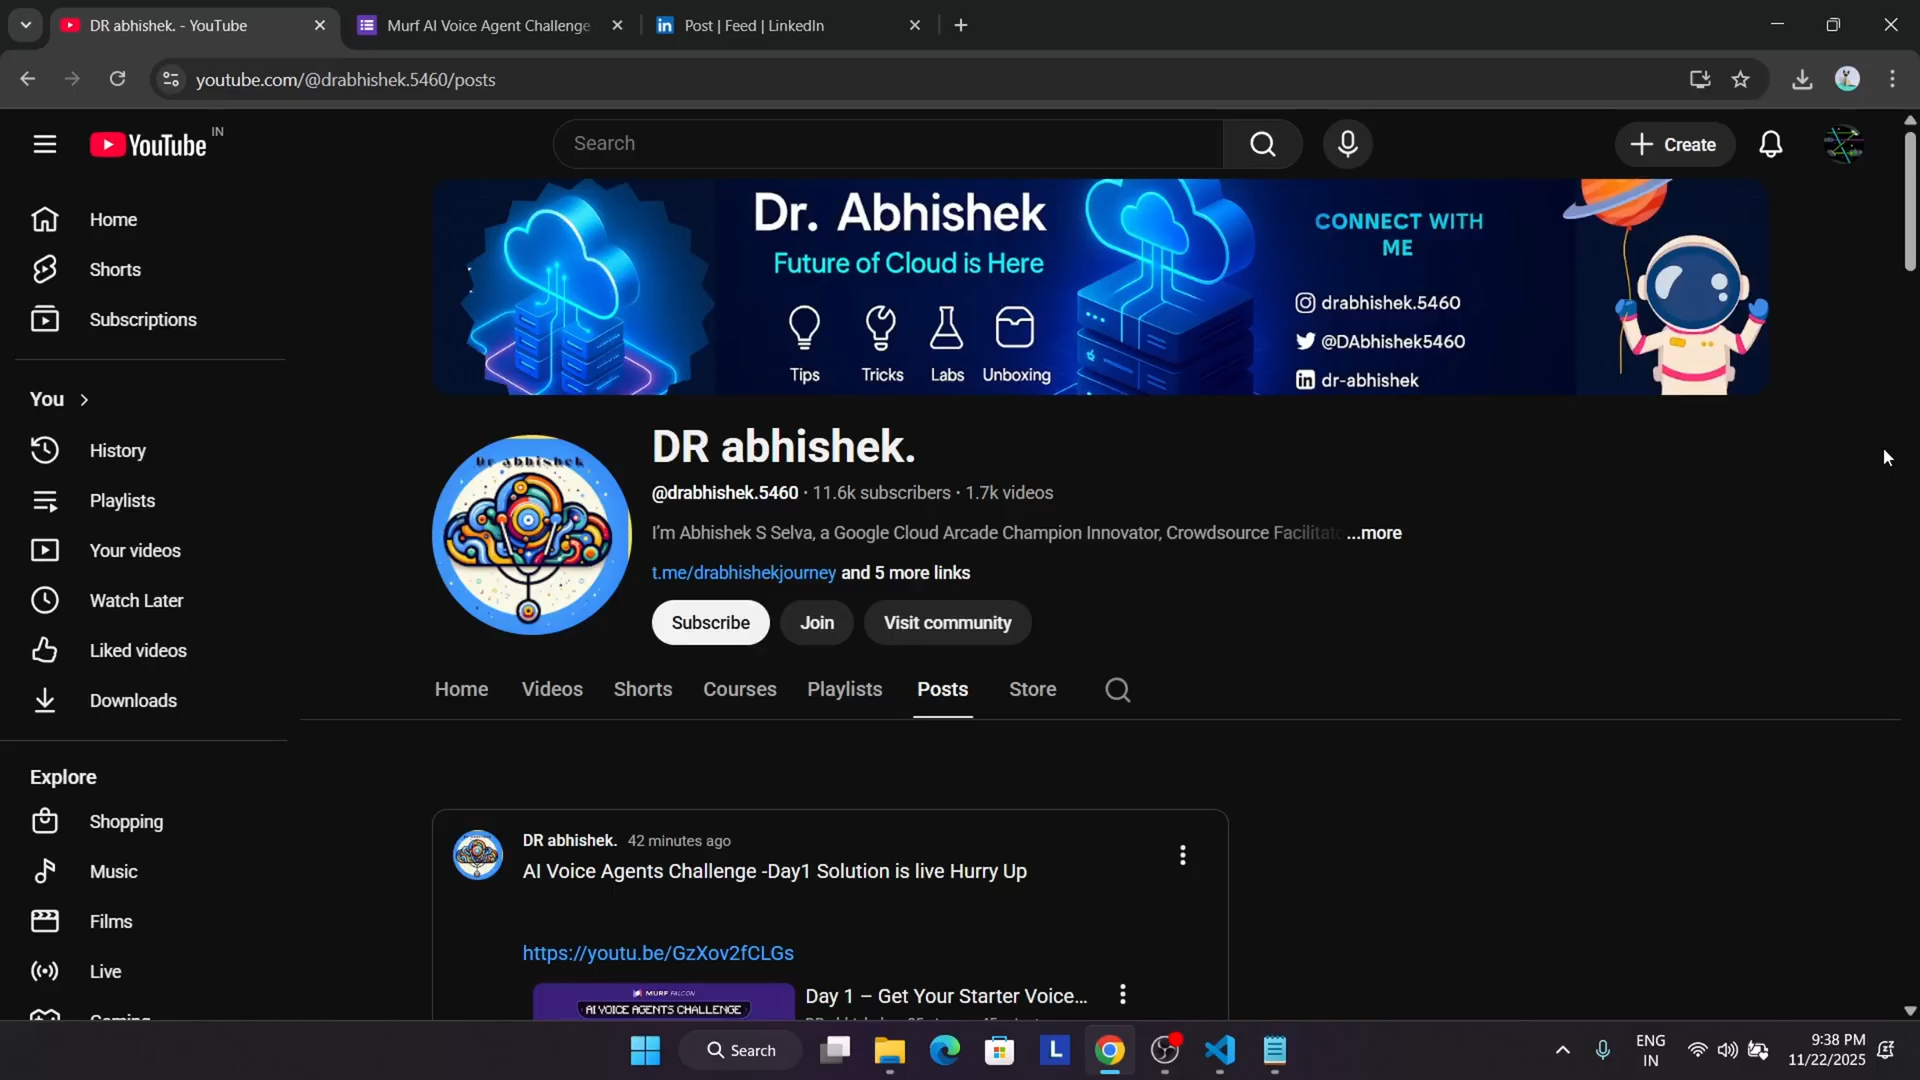 DR abhishek. - YouTube
Murf AI Voice Agent Challenge
Post | Feed | LinkedIn
youtube.com/@drabhishek.5460/posts
YouTube IN
Search
Create
Home
Shorts
Subscriptions
You
History
Playlists
Your videos
Watch Later
Liked videos
Downloads
Explore
Shopping
Music
Films
Live
Dr. Abhishek
Future of Cloud is Here
Tips
Tricks
Labs
Unboxing
CONNECT WITH
ME
drabhishek.5460
@DAbhishek5460
dr-abhishek
Dr abhishek
DR abhishek.
@drabhishek.5460 · 11.6k subscribers · 1.7k videos
I'm Abhishek S Selva, a Google Cloud Arcade Champion Innovator, Crowdsource Facilitato ...more
t.me/drabhishekjourney and 5 more links
Subscribe
Join
Visit community
Home
Videos
Shorts
Courses
Playlists
Posts
Store
DR abhishek. 42 minutes ago
AI Voice Agents Challenge -Day1 Solution is live Hurry Up
https://youtu.be/GzXov2fCLGs
MURF FALCON
AI VOICE AGENTS CHALLENGE
Day 1 – Get Your Starter Voice...
Search
L
ENG
IN
9:38 PM
11/22/2025